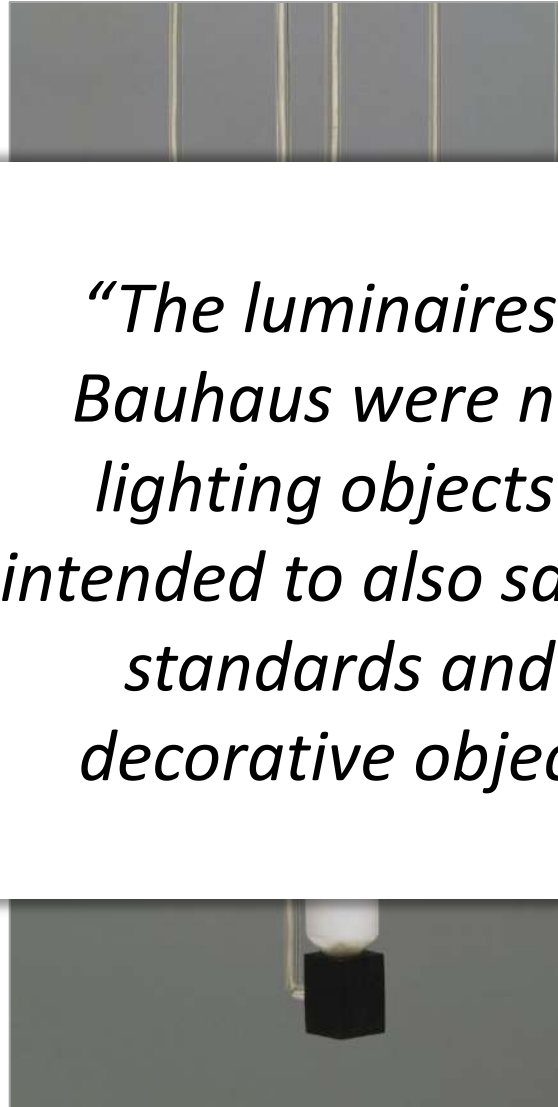 “The luminaires
Bauhaus were n
lighting objects
intended to also sa
standards and
decorative objec